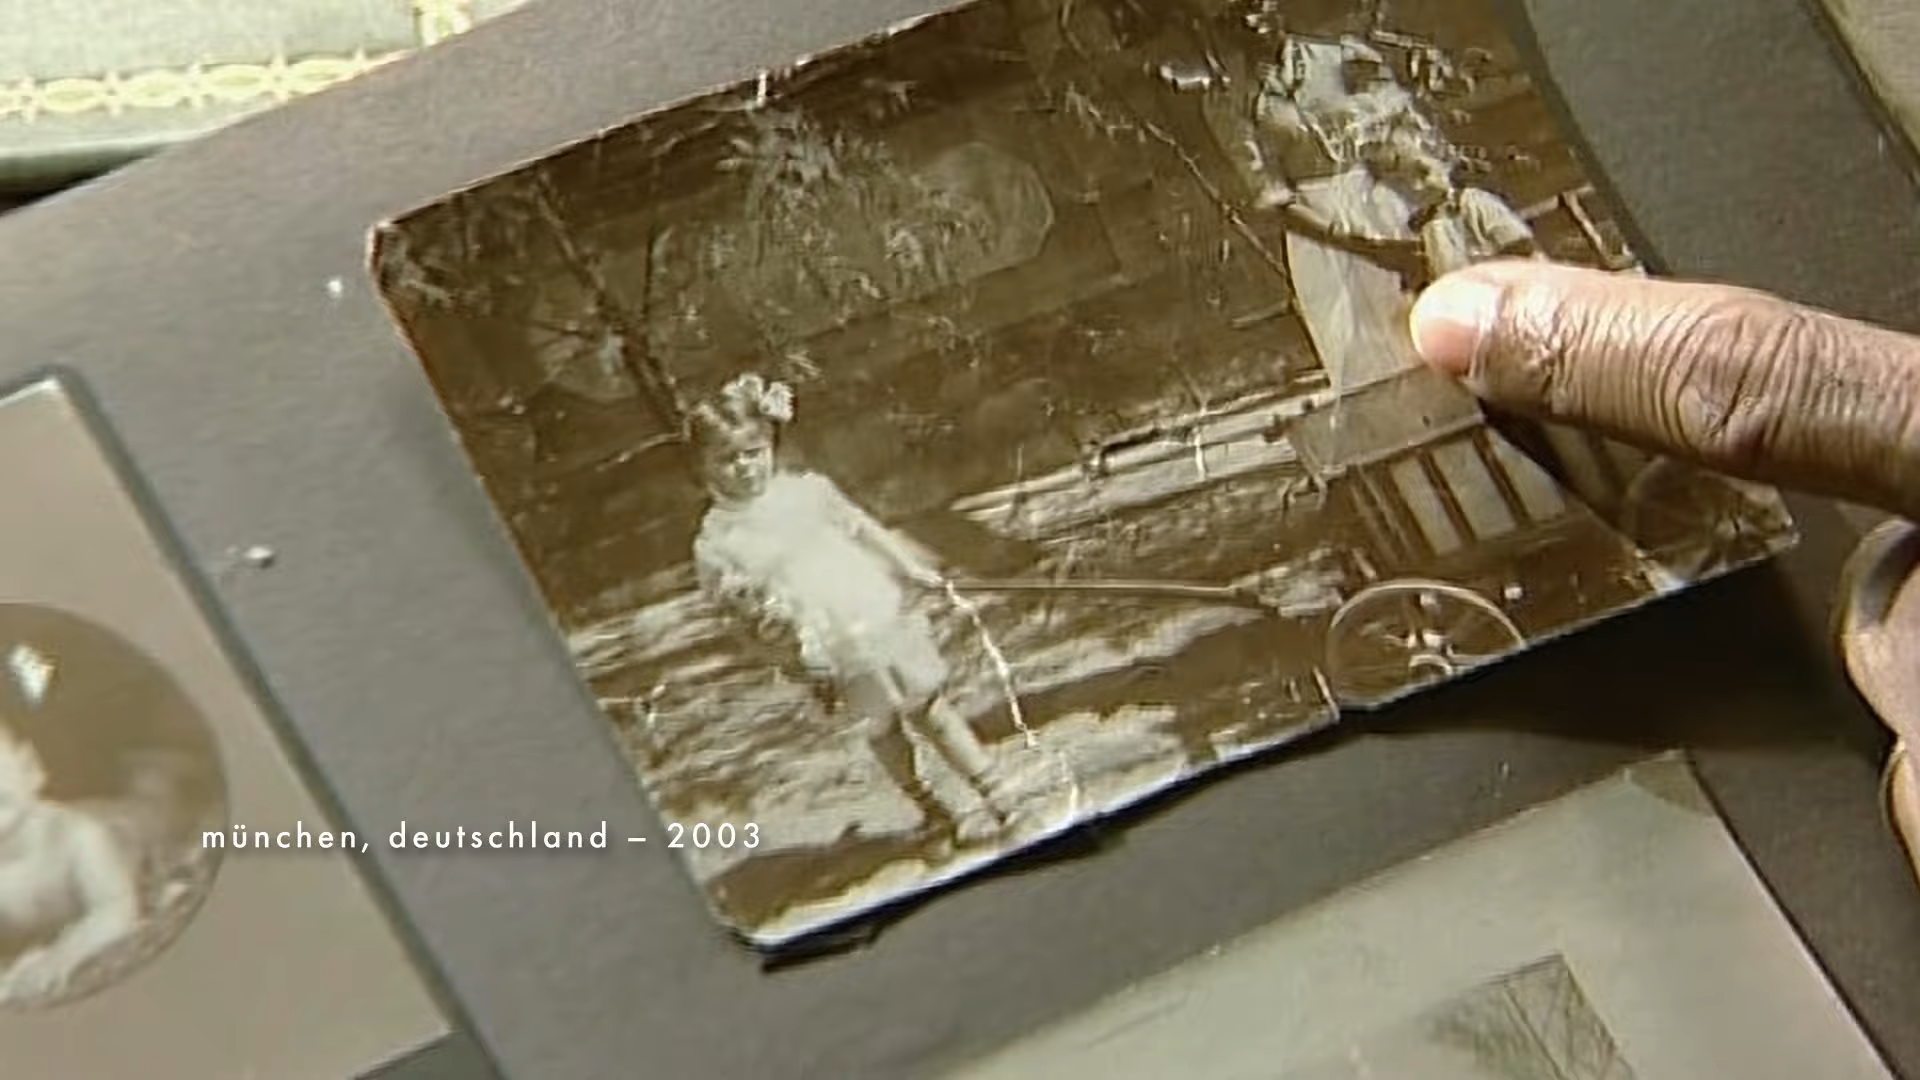 münchen, deutschland – 2003